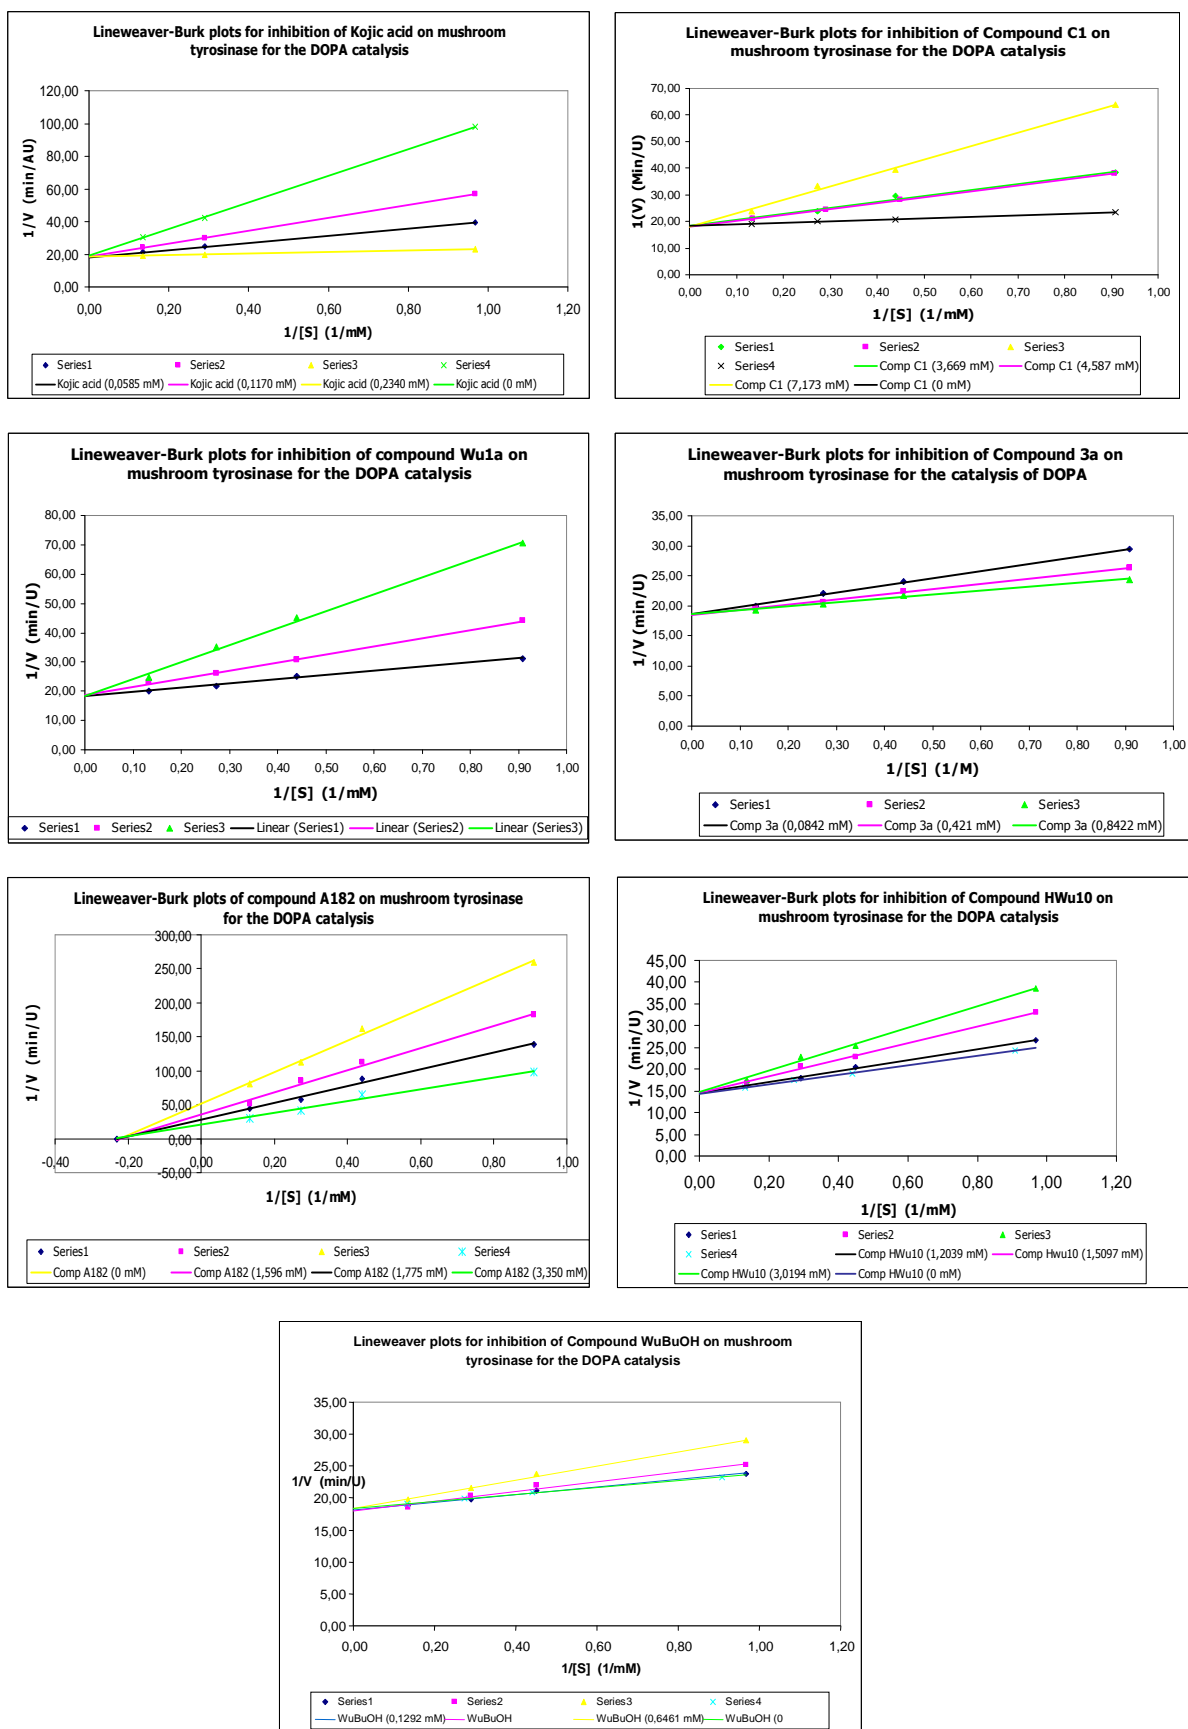 Lineweaver-Burk plots for inhibition of Kojic acid on mushroom
tyrosinase for the DOPA catalysis
120,00
100,00
80,00
60,00
40,00
20,00
0,00
1/V (min/AU)
0,00 0,20 0,40 0,60 0,80 1,00 1,20
1/[S] (1/mM)
Series1 Series2 Series3 Series4
Kojic acid (0,0585 mM) Kojic acid (0,1170 mM) Kojic acid (0,2340 mM) Kojic acid (0 mM)
Lineweaver-Burk plots for inhibition of Compound C1 on
mushroom tyrosinase for the DOPA catalysis
70,00
60,00
50,00
40,00
30,00
20,00
10,00
0,00
1(V) (Min/U)
0,00 0,10 0,20 0,30 0,40 0,50 0,60 0,70 0,80 0,90 1,00
1/[S] (1/mM)
Series1 Series2 Series3
Series4 Comp C1 (3,669 mM) Comp C1 (4,587 mM)
Comp C1 (7,173 mM) Comp C1 (0 mM)
Lineweaver-Burk plots for inhibition of compound Wu1a on
mushroom tyrosinase for the DOPA catalysis
80,00
70,00
60,00
50,00
40,00
30,00
20,00
10,00
0,00
1/V (min/U)
0,00 0,10 0,20 0,30 0,40 0,50 0,60 0,70 0,80 0,90 1,00
1/[S] (1/mM)
Series1 Series2 Series3 Linear (Series1) Linear (Series2) Linear (Series3)
Lineweaver-Burk plots for inhibition of Compound 3a on
mushroom tyrosinase for the catalysis of DOPA
35,00
30,00
25,00
20,00
15,00
10,00
5,00
0,00
1/V (min/U)
0,00 0,10 0,20 0,30 0,40 0,50 0,60 0,70 0,80 0,90 1,00
1/[S] (1/M)
Series1 Series2 Series3
Comp 3a (0,0842 mM) Comp 3a (0,421 mM) Comp 3a (0,8422 mM)
Lineweaver-Burk plots of compound A182 on mushroom tyrosinase
for the DOPA catalysis
300,00
250,00
200,00
150,00
100,00
50,00
0,00
-50,00
1/V (min/U)
-0,40 -0,20 0,00 0,20 0,40 0,60 0,80 1,00
1/[S] (1/mM)
Series1 Series2 Series3 Series4
Comp A182 (0 mM) Comp A182 (1,596 mM) Comp A182 (1,775 mM) Comp A182 (3,350 mM)
Lineweaver-Burk plots for inhibition of Compound HWu10 on
mushroom tyrosinase for the DOPA catalysis
45,00
40,00
35,00
30,00
25,00
20,00
15,00
10,00
5,00
0,00
1/V (min/U)
0,00 0,20 0,40 0,60 0,80 1,00 1,20
1/[S] (1/mM)
Series1 Series2 Series3
Series4 Comp HWu10 (1,2039 mM) Comp Hwu10 (1,5097 mM)
Comp HWu10 (3,0194 mM) Comp HWu10 (0 mM)
Lineweaver plots for inhibition of Compound WuBuOH on mushroom
tyrosinase for the DOPA catalysis
35,00
30,00
25,00
20,00
15,00
10,00
5,00
0,00
1/V (min/U)
0,00 0,20 0,40 0,60 0,80 1,00 1,20
1/[S] (1/mM)
Series1 Series2 Series3 Series4
WuBuOH (0,1292 mM) WuBuOH WuBuOH (0,6461 mM) WuBuOH (0